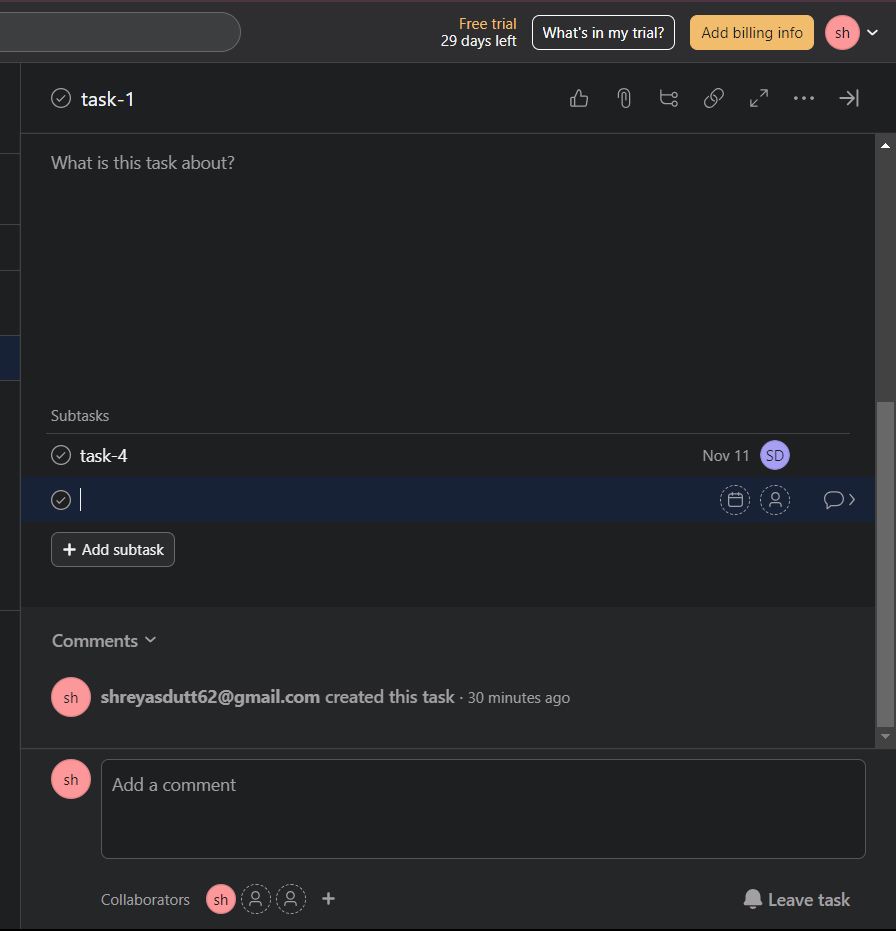 Free trial
29 days left
What's in my trial?
Add billing info
sh
task-1
What is this task about?
Subtasks
task-4
Nov 11
SD
+ Add subtask
Comments
sh
shreyasdutt62@gmail.com created this task · 30 minutes ago
sh
Add a comment
Collaborators
sh
+
Leave task